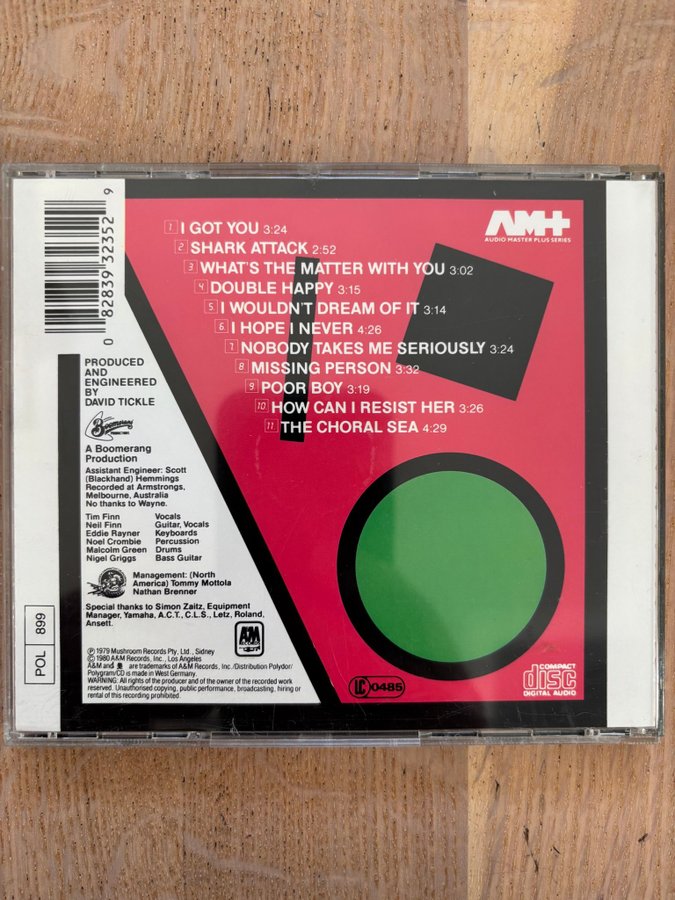 0 82839 32352 9
AM+
AUDIO MASTER PLUS SERIES
1 I GOT YOU 3:24
2 SHARK ATTACK 2:52
3 WHAT'S THE MATTER WITH YOU 3:02
4 DOUBLE HAPPY 3:15
5 I WOULDN'T DREAM OF IT 3:14
6 I HOPE I NEVER 4:26
7 NOBODY TAKES ME SERIOUSLY 3:24
8 MISSING PERSON 3:32
9 POOR BOY 3:19
10 HOW CAN I RESIST HER 3:26
11 THE CHORAL SEA 4:29
PRODUCED
AND
ENGINEERED
BY
DAVID TICKLE
Boomerang
A Boomerang
Production
Assistant Engineer: Scott
(Blackhand) Hemmings
Recorded at Armstrongs,
Melbourne, Australia
No thanks to Wayne.
Tim Finn Vocals
Neil Finn Guitar, Vocals
Eddie Rayner Keyboards
Noel Crombie Percussion
Malcolm Green Drums
Nigel Griggs Bass Guitar
Management: (North
America) Tommy Mottola
Nathan Brenner
Special thanks to Simon Zaitz, Equipment
Manager, Yamaha, A.C.T., C.L.S., Letz, Roland,
Ansett.
AM
RECORDS
℗ 1979 Mushroom Records Pty, Ltd., Sidney
© 1980 A&M Records, Inc., Los Angeles
A&M and are trademarks of A&M Records, Inc./Distribution Polydor/
Polygram/CD is made in West Germany.
WARNING: All rights of the producer and of the owner of the recorded work
reserved. Unauthorised copying, public performance, broadcasting, hiring or
rental of this recording prohibited.
POL 899
LC 0485
COMPACT
disc
DIGITAL AUDIO